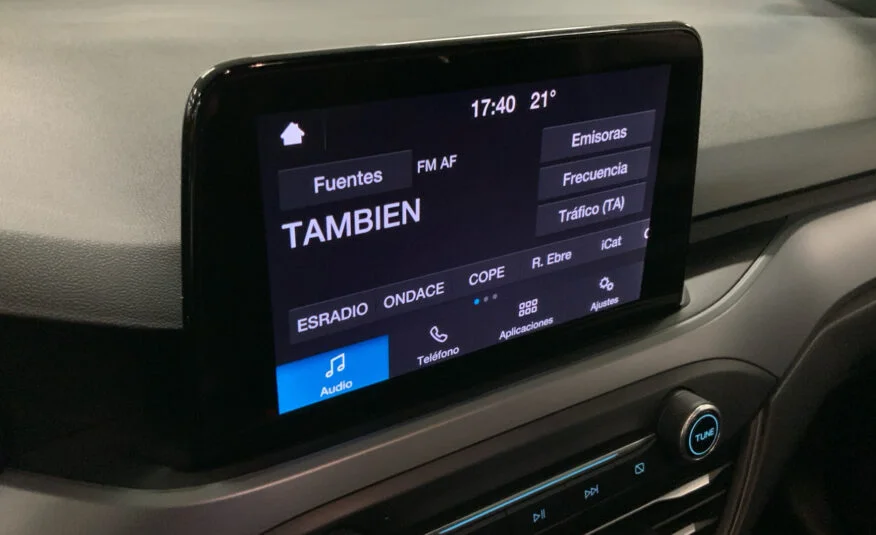 17:40 21°
Fuentes
FM AF
Emisoras
Frecuencia
Tráfico (TA)
TAMBIEN
ESRADIO
ONDACE
COPE
R. Ebre
iCat
Audio
Teléfono
Aplicaciones
Ajustes
TUNE